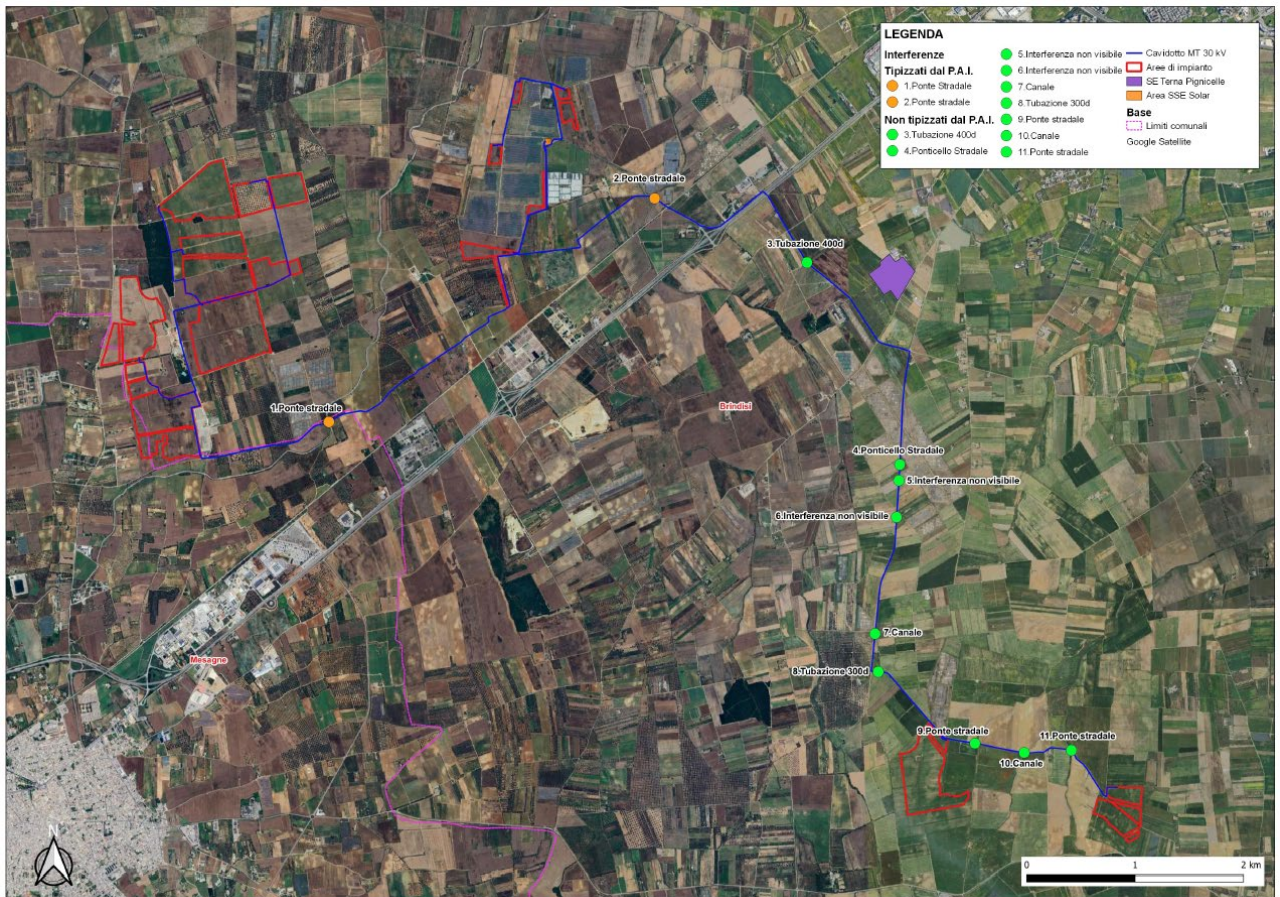 LEGENDA
Interferenze
Tipizzati dal P.A.I.
1.Ponte Stradale
2.Ponte stradale
Non tipizzati dal P.A.I.
3.Tubazione 400d
4.Ponticello Stradale
5.Interferenza non visibile
6.Interferenza non visibile
7.Canale
8.Tubazione 300d
9.Ponte stradale
10.Canale
11.Ponte stradale
Cavidotto MT 30 kV
Aree di impianto
SE Terna Pignicelle
Area SSE Solar
Base
Limiti comunali
Google Satellite
2.Ponte stradale
3.Tubazione 400d
1.Ponte stradale
Brindisi
4.Ponticello Stradale
5.Interferenza non visibile
6.Interferenza non visibile
7.Canale
Mesagne
8.Tubazione 300d
9.Ponte stradale
11.Ponte stradale
10.Canale
N
0 1 2 km